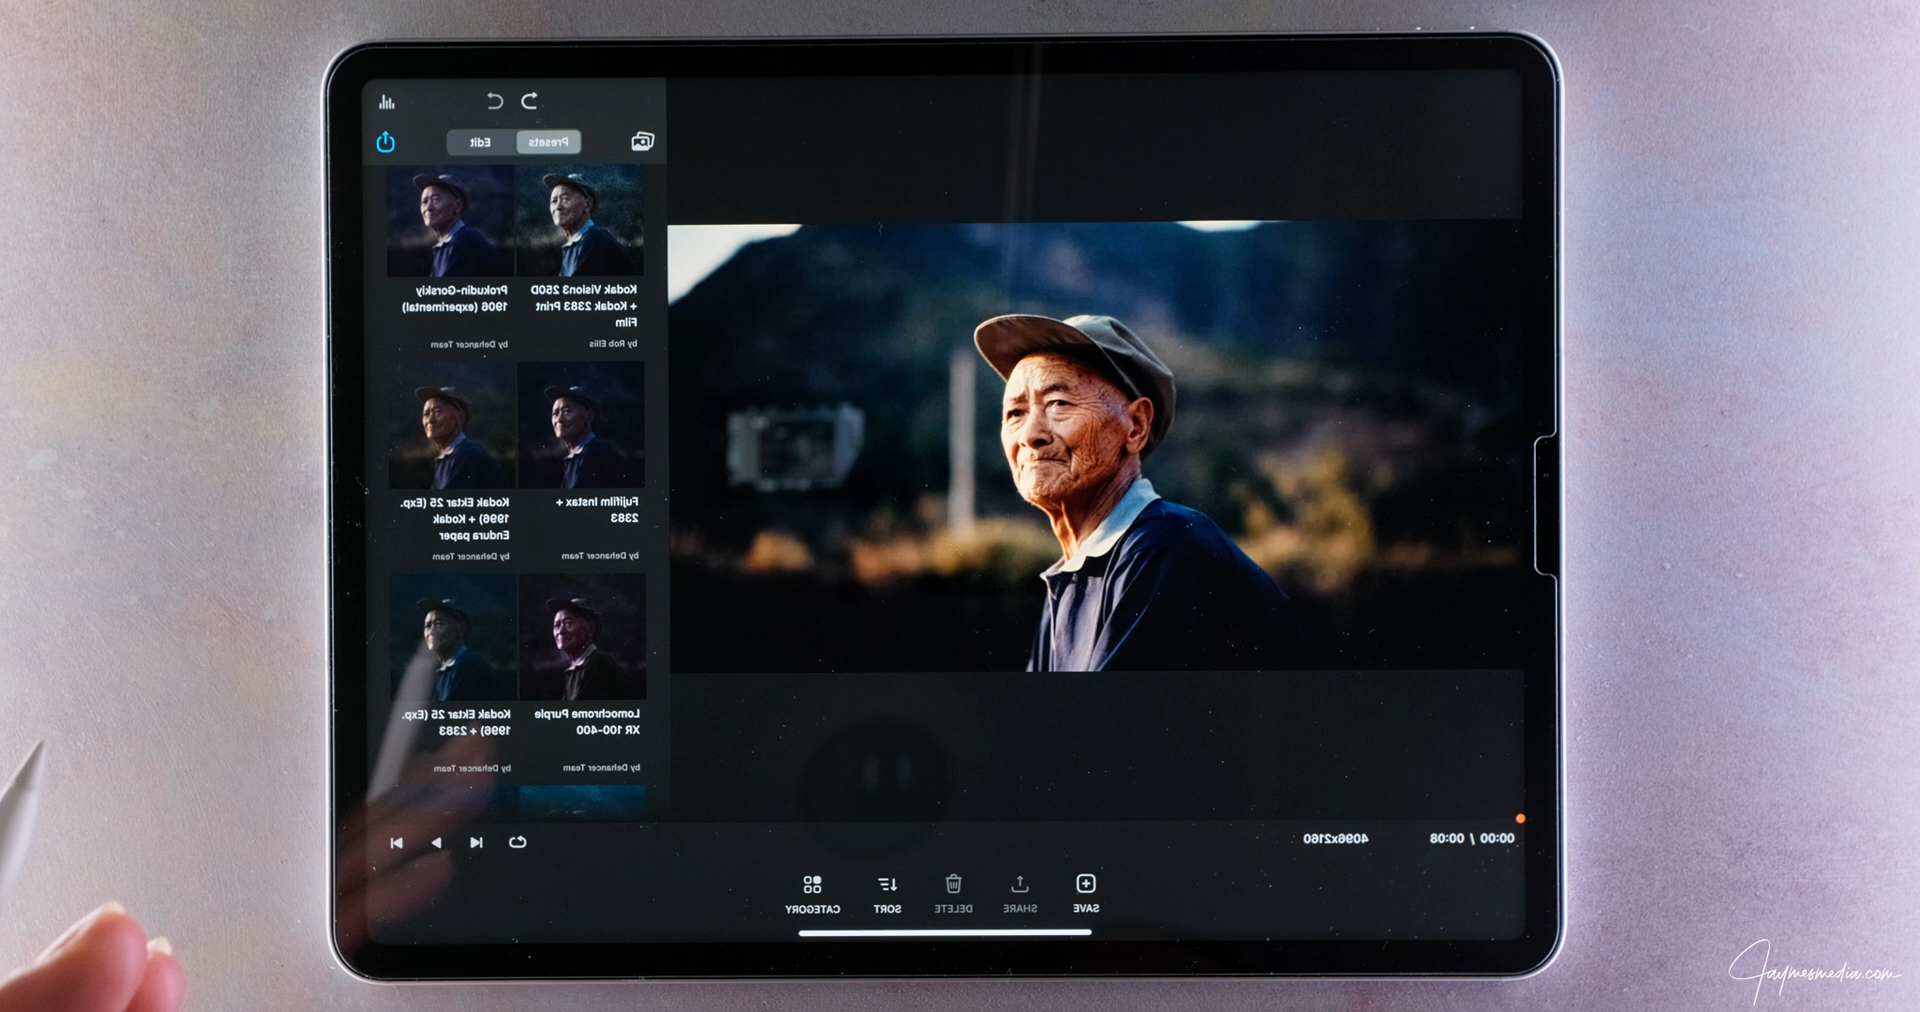 Edit
Presets
Prokudin-Gorskiy
1906 (experimental)
by Dehancer Team
Kodak Vision3 250D
+ Kodak 2383 Print
Film
by Rob Ellis
Kodak Ektar 25 (Exp.
1996) + Kodak
Endura paper
by Dehancer Team
Fujifilm Instax +
2383
by Dehancer Team
Kodak Ektar 25 (Exp.
1996) + 2383
by Dehancer Team
Lomochrome Purple
XR 100-400
by Dehancer Team
4096x2160
00:00 / 00:08
CATEGORY
SORT
DELETE
SHARE
SAVE
Jaymesmedia.com